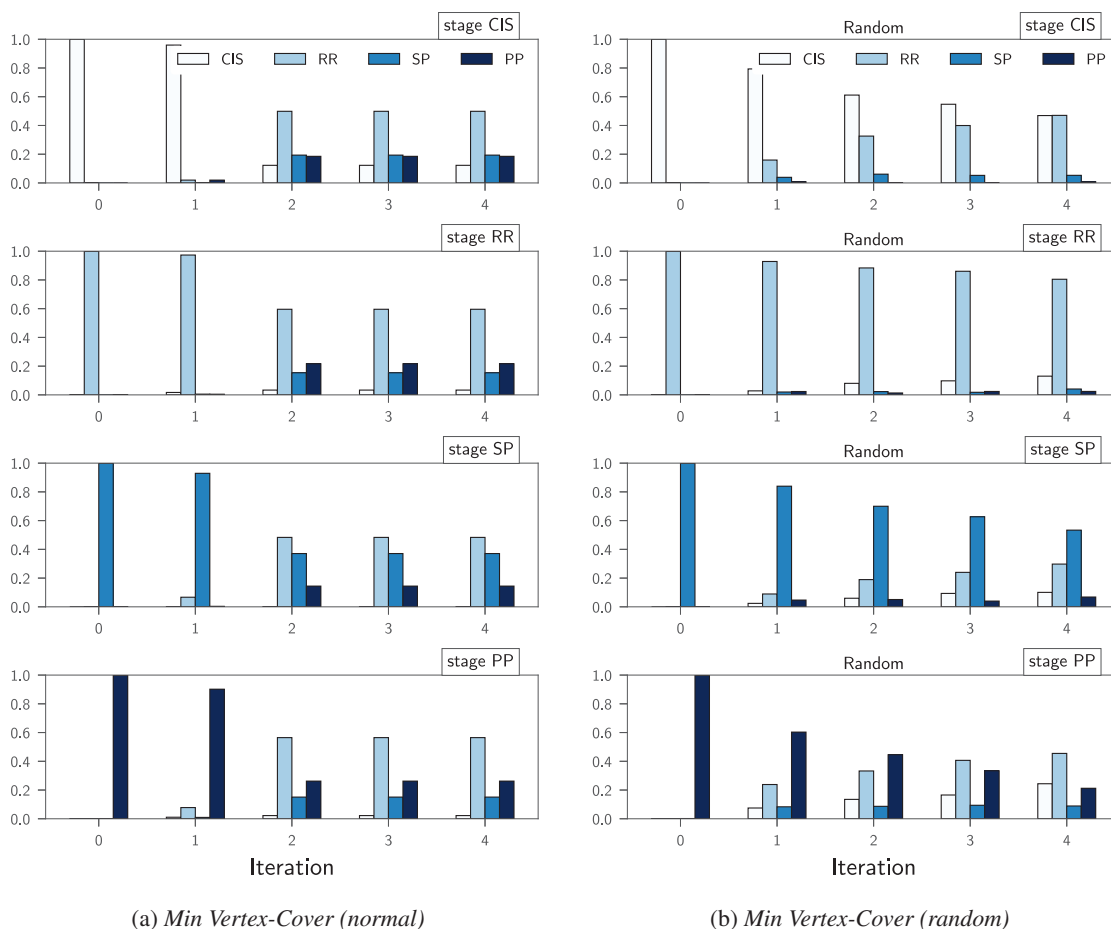 stage CIS
1.0
CIS RR SP PP
0.8
0.6
0.4
0.2
0.0
0 1 2 3 4
stage RR
1.0
0.8
0.6
0.4
0.2
0.0
0 1 2 3 4
stage SP
1.0
0.8
0.6
0.4
0.2
0.0
0 1 2 3 4
stage PP
1.0
0.8
0.6
0.4
0.2
0.0
0 1 2 3 4
Iteration
(a) Min Vertex-Cover (normal)
Random
stage CIS
1.0
CIS RR SP PP
0.8
0.6
0.4
0.2
0.0
0 1 2 3 4
Random
stage RR
1.0
0.8
0.6
0.4
0.2
0.0
0 1 2 3 4
Random
stage SP
1.0
0.8
0.6
0.4
0.2
0.0
0 1 2 3 4
Random
stage PP
1.0
0.8
0.6
0.4
0.2
0.0
0 1 2 3 4
Iteration
(b) Min Vertex-Cover (random)